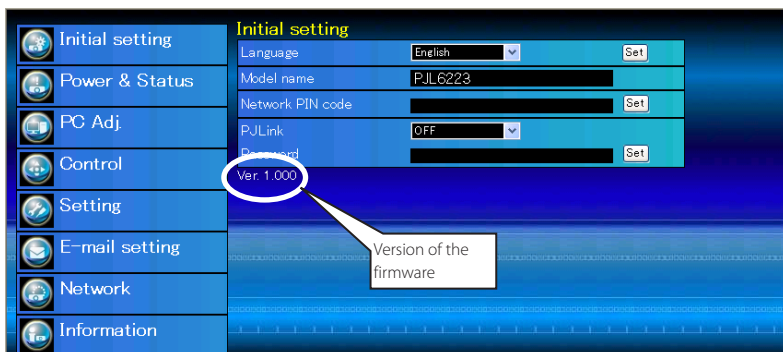 Initial setting
Power & Status
PC Adj.
Control
Setting
E-mail setting
Network
Information
Initial setting
Language English Set
Model name PJL6223
Network PIN code Set
PJLink OFF
Password Set
Ver. 1.000
Version of the
firmware